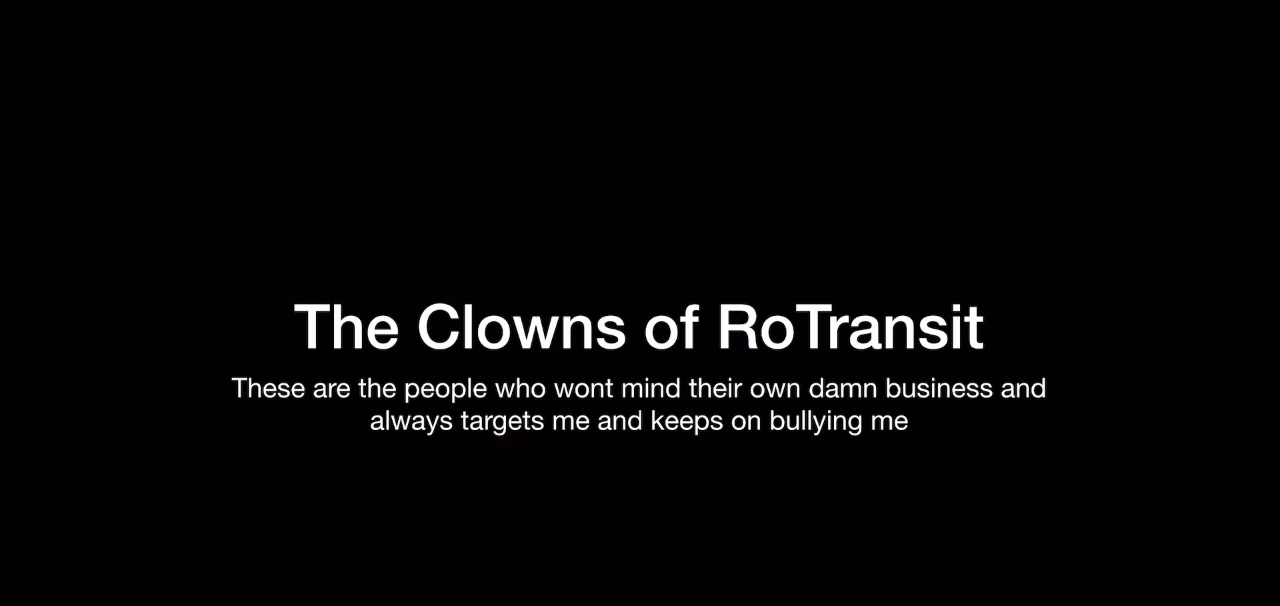 The Clowns of RoTransit
These are the people who wont mind their own damn business and
always targets me and keeps on bullying me